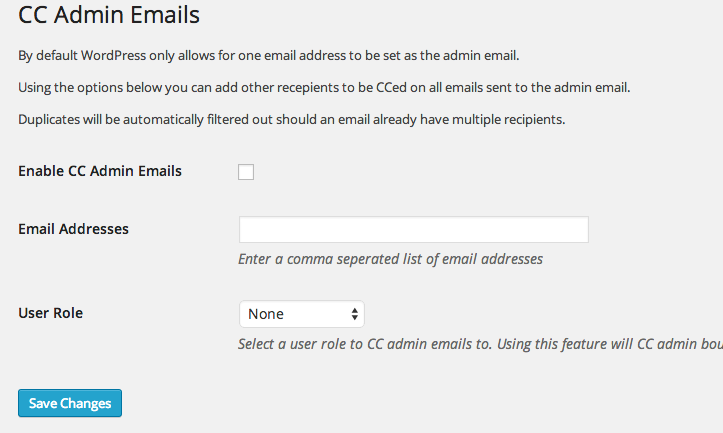 CC Admin Emails
By default WordPress only allows for one email address to be set as the admin email.
Using the options below you can add other recepients to be CCed on all emails sent to the admin email.
Duplicates will be automatically filtered out should an email already have multiple recipients.
Enable CC Admin Emails
Email Addresses
Enter a comma seperated list of email addresses
User Role
None
Select a user role to CC admin emails to. Using this feature will CC admin bou
Save Changes